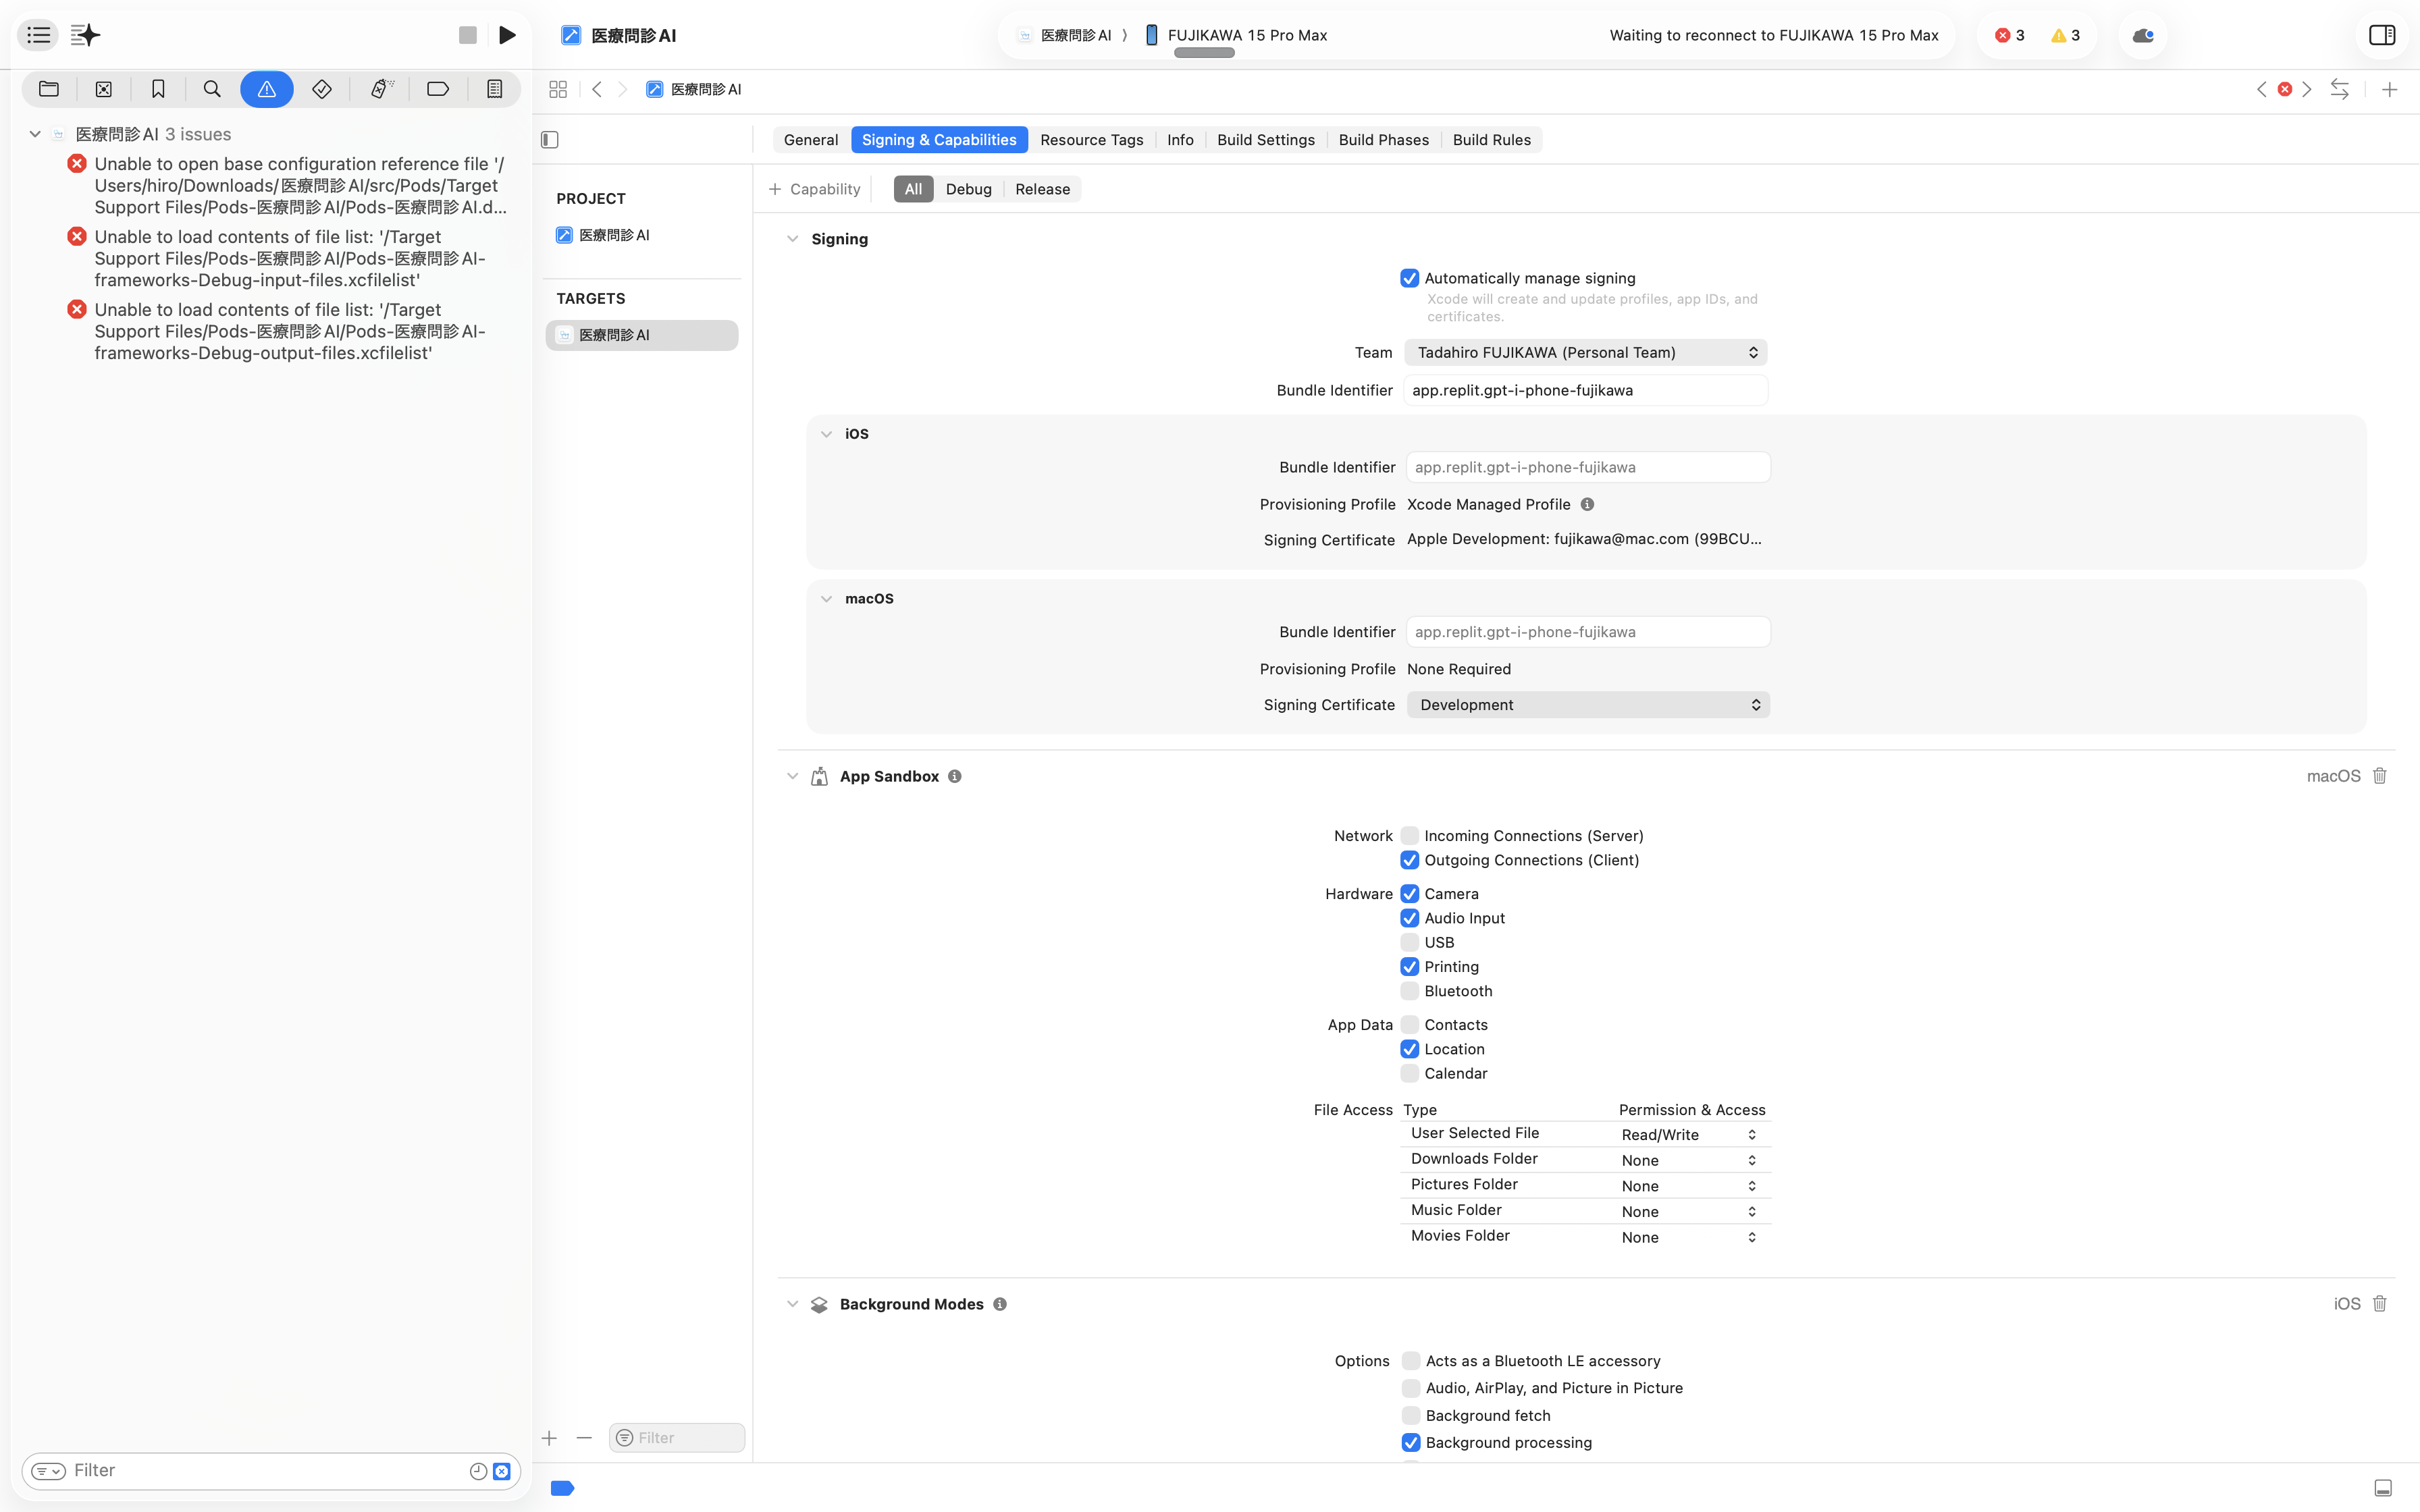 医療問診AI
医療問診AI 〉 FUJIKAWA 15 Pro Max
Waiting to reconnect to FUJIKAWA 15 Pro Max
3
3
医療問診AI
医療問診AI 3 issues
Unable to open base configuration reference file '/
Users/hiro/Downloads/医療問診AI/src/Pods/Target
Support Files/Pods-医療問診AI/Pods-医療問診AI.d...
Unable to load contents of file list: '/Target
Support Files/Pods-医療問診AI/Pods-医療問診AI-
frameworks-Debug-input-files.xcfilelist'
Unable to load contents of file list: '/Target
Support Files/Pods-医療問診AI/Pods-医療問診AI-
frameworks-Debug-output-files.xcfilelist'
Filter
General Signing & Capabilities Resource Tags Info Build Settings Build Phases Build Rules
PROJECT
医療問診AI
TARGETS
医療問診AI
Filter
+ Capability All Debug Release
Signing
Automatically manage signing
Xcode will create and update profiles, app IDs, and
certificates.
Team Tadahiro FUJIKAWA (Personal Team)
Bundle Identifier app.replit.gpt-i-phone-fujikawa
iOS
Bundle Identifier app.replit.gpt-i-phone-fujikawa
Provisioning Profile Xcode Managed Profile
Signing Certificate Apple Development: fujikawa@mac.com (99BCU...
macOS
Bundle Identifier app.replit.gpt-i-phone-fujikawa
Provisioning Profile None Required
Signing Certificate Development
App Sandbox macOS
Network Incoming Connections (Server)
Outgoing Connections (Client)
Hardware Camera
Audio Input
USB
Printing
Bluetooth
App Data Contacts
Location
Calendar
File Access Type Permission & Access
User Selected File Read/Write
Downloads Folder None
Pictures Folder None
Music Folder None
Movies Folder None
Background Modes iOS
Options Acts as a Bluetooth LE accessory
Audio, AirPlay, and Picture in Picture
Background fetch
Background processing